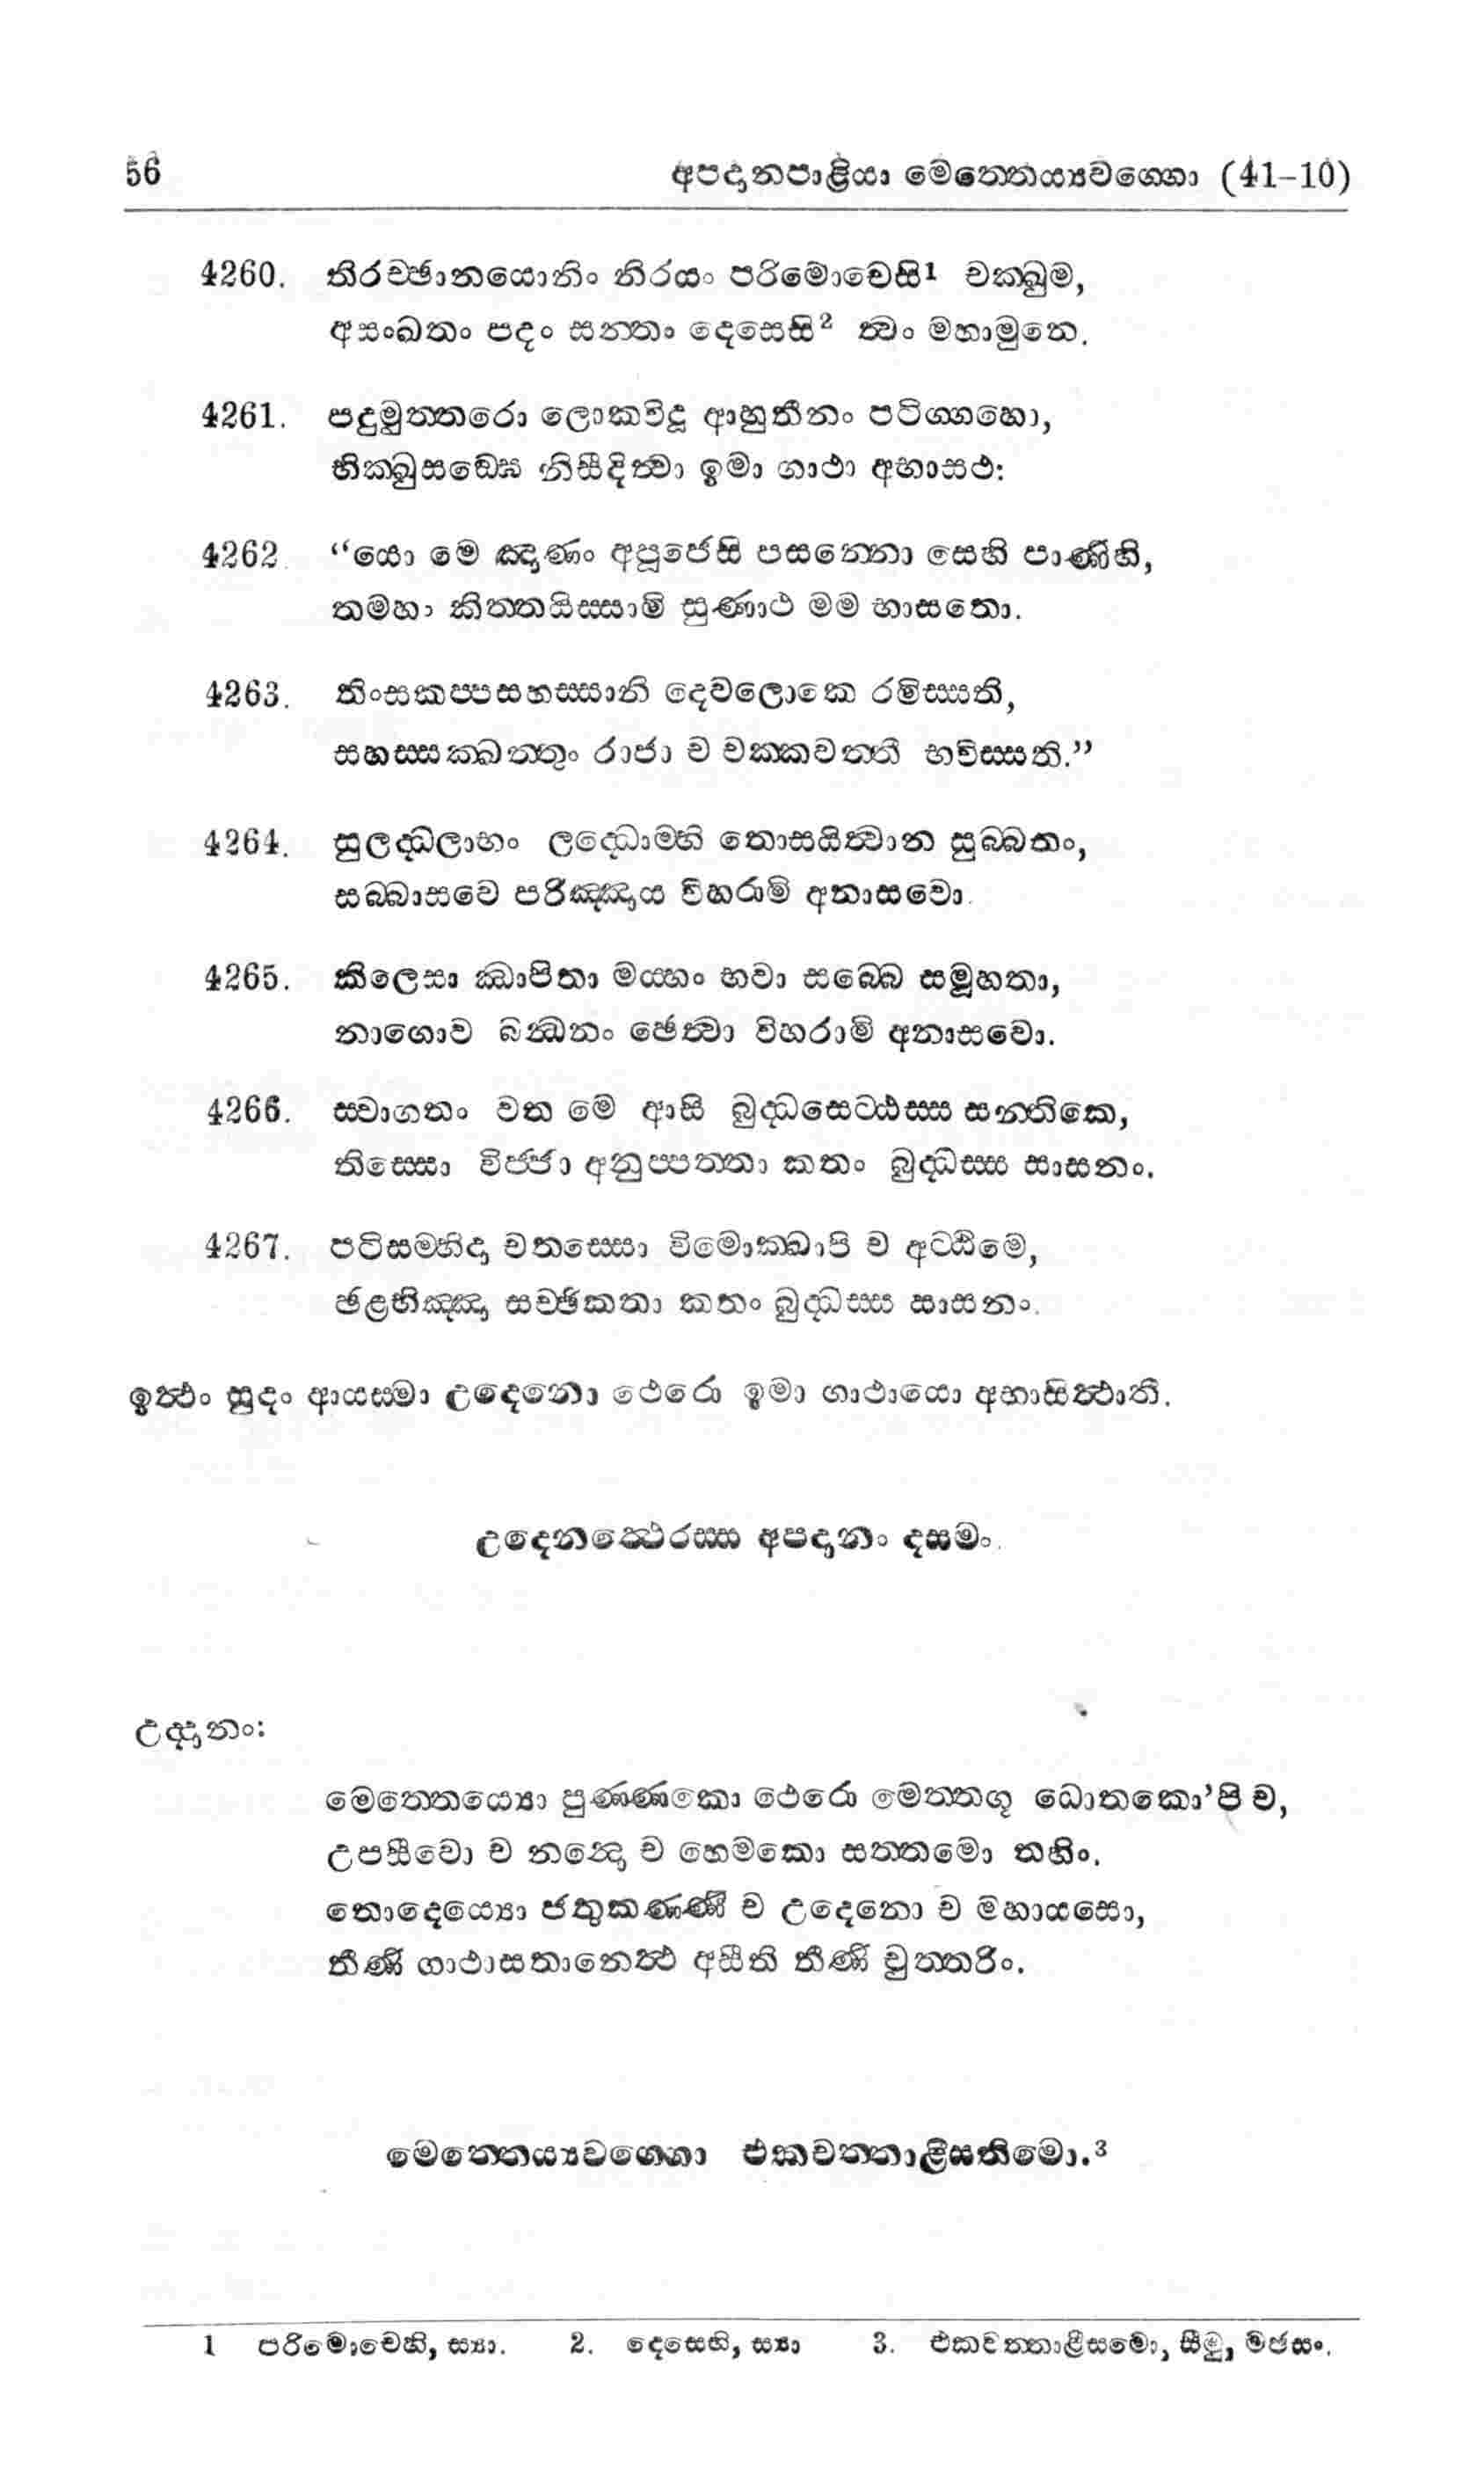 56 අපදානපාළියා මෙත්තෙය්‍යවග්ගො (41-10)
4260. තිරච්ඡානයොනිං නිරයං පරිමොචෙසි1 චක්ඛුම,
අසංඛතං පදං සන්තං දෙසෙසි2 ත්වං මහාමුනෙ.
4261. පදුමුත්තරො ලොකවිදූ ආහුතීනං පටිග්ගහො,
භික්ඛුසඞ්ඝෙ නිසීදිත්වා ඉමා ගාථා අභාසථ:
4262. “යො මෙ ඤාණං අපූජෙසි පසන්නො සෙහි පාණිභි,
තමහං කිත්තයිස්සාමි සුණාථ මම භාසතො.
4263. තිංසකප්පසහස්සානි දෙවලොකෙ රමිස්සති,
සහස්සක්ඛත්තුං රාජා ච චක්කවත්තී භවිස්සති.”
4264. සුලද්ධලාභං ලද්ධොම්හි තොසයිත්වාන සුබ්බතං,
සබ්බාසවෙ පරිඤ්ඤාය විහරාමි අනාසවො.
4265. කිලෙසා ඣාපිතා මය්හං භවා සබ්බෙ සමූහතා,
නාගොව බන්ධනං ඡෙත්වා විහරාමි අනාසවො.
4266. ස්වාගතං වත මෙ ආසි බුද්ධසෙට්ඨස්ස සන්තිකෙ,
තිස්සො විජ්ජා අනුප්පත්තා කතං බුද්ධස්ස සාසනං.
4267. පටිසම්භිදා චතස්සො විමොක්ඛාපි ච අට්ඨිමෙ,
ඡළභිඤ්ඤා සච්ඡිකතා කතං බුද්ධස්ස සාසනං.
ඉත්ථං සුදං ආයස්මා උදෙනො ථෙරො ඉමා ගාථායො අභාසිත්ථාති.
උදෙනත්ථෙරස්ස අපදානං දසමං.
උද්දානං:
මෙත්තෙය්‍යො පුණ්ණකො ථෙරො මෙත්තගූ ධොතකො’පි ච,
උපසීවො ච නන්දො ච හෙමකො සත්තමො තහිං.
තොදෙය්‍යො ජතුකණ්ණි ච උදෙනො ච මහායසො,
තීණි ගාථාසතානෙත්ථ අසීති තීණි චුත්තරිං.
මෙත්තෙය්‍යවග්ගො එකචත්තාළීසතිමො.3
1 පරිමොචෙහි, ස්‍යා. 2. දෙසෙහි, ස්‍යා 3. එකචත්තාළීසමො, සීමු, මජසං.